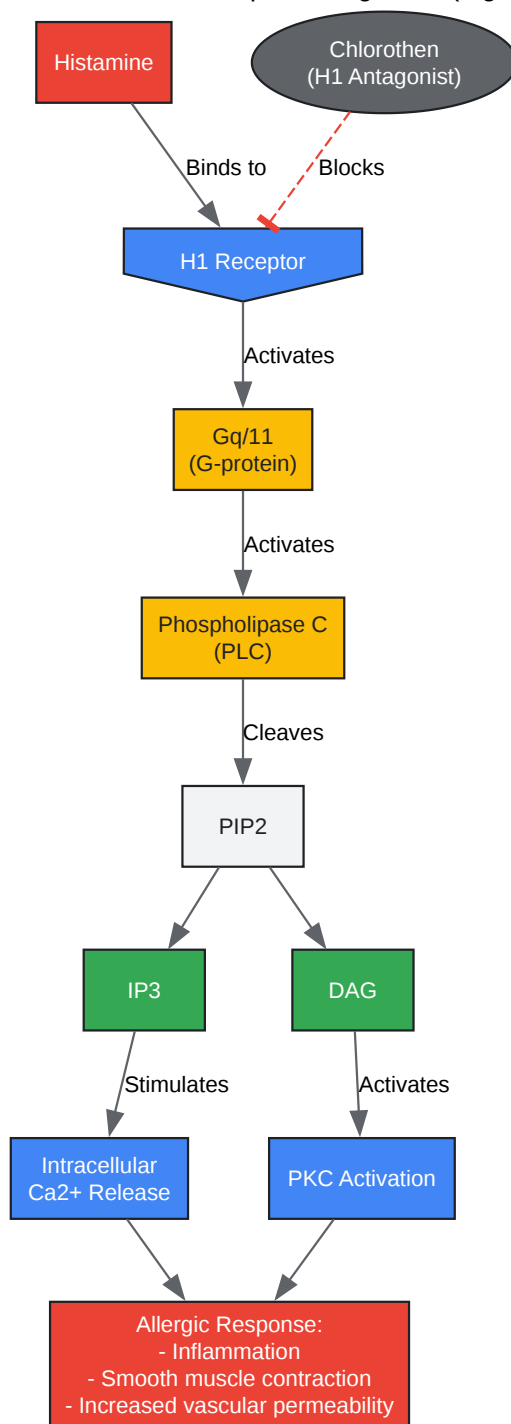 Histamine
Chlorothen
(H1 Antagonist)
Binds to
Blocks
H1 Receptor
Activates
Gq/11
(G-protein)
Activates
Phospholipase C
(PLC)
Cleaves
PIP2
IP3
DAG
Stimulates
Activates
Intracellular
Ca2+ Release
PKC Activation
Allergic Response:
- Inflammation
- Smooth muscle contraction
- Increased vascular permeability